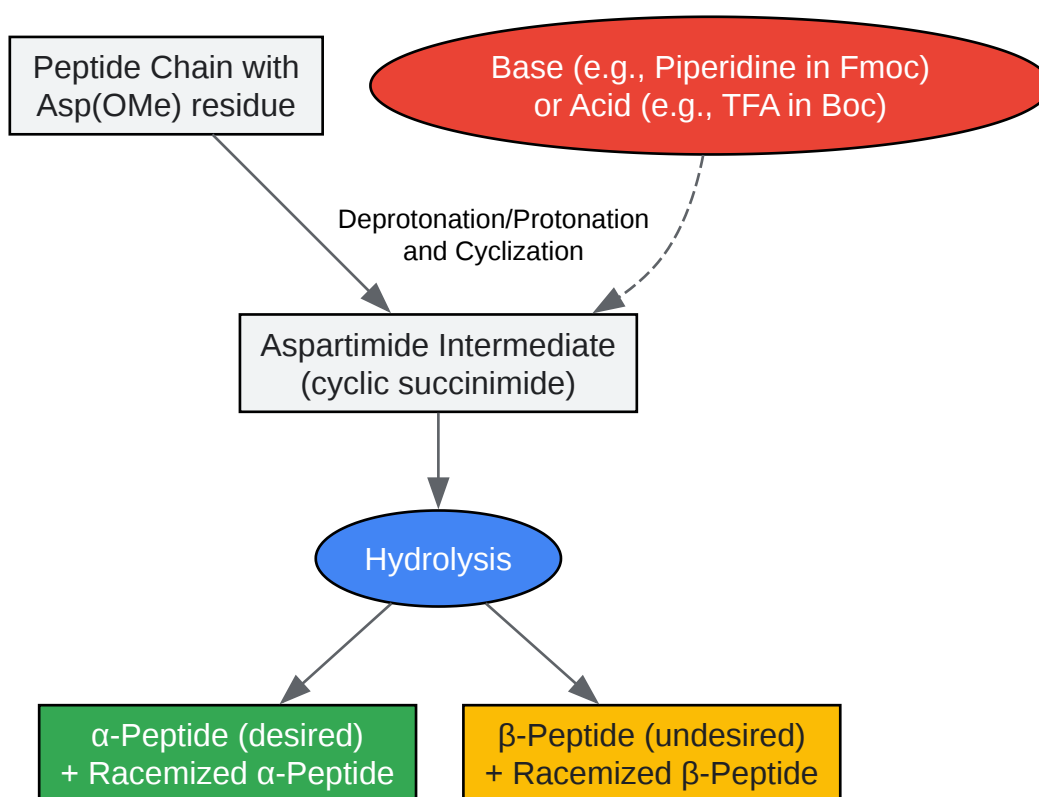 Peptide Chain with
Asp(OMe) residue
Base (e.g., Piperidine in Fmoc)
or Acid (e.g., TFA in Boc)
Deprotonation/Protonation
and Cyclization
Aspartimide Intermediate
(cyclic succinimide)
Hydrolysis
α-Peptide (desired)
+ Racemized α-Peptide
β-Peptide (undesired)
+ Racemized β-Peptide